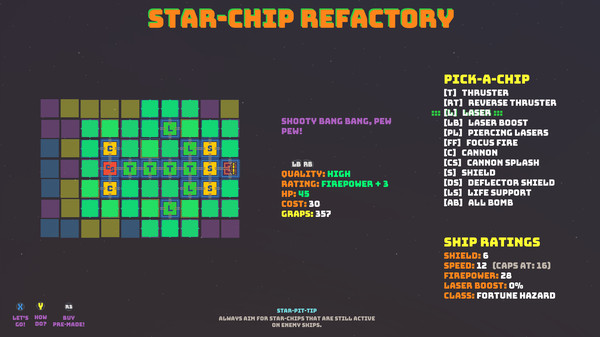 STAR-CHIP REFACTORY
PICK-A-CHIP
[T] THRUSTER
[RT] REVERSE THRUSTER
::: [L] LASER :::
[LB] LASER BOOST
[PL] PIERCING LASERS
[FF] FOCUS FIRE
[C] CANNON
[CS] CANNON SPLASH
[S] SHIELD
[DS] DEFLECTOR SHIELD
[LS] LIFE SUPPORT
[AB] ALL BOMB
SHOOTY BANG BANG, PEW
PEW!
LB RB
QUALITY: HIGH
RATING: FIREPOWER + 3
HP: 45
COST: 30
GRAPS: 357
L
C L S
T T T T
C L S
L
SHIP RATINGS
SHIELD: 6
SPEED: 12 (CAPS AT: 16)
FIREPOWER: 28
LASER BOOST: 0%
CLASS: FORTUNE HAZARD
X Y RS
LET'S GO!
HOW DO?
BUY PRE-MADE!
STAR-PIT-TIP
ALWAYS AIM FOR STAR-CHIPS THAT ARE STILL ACTIVE
ON ENEMY SHIPS.